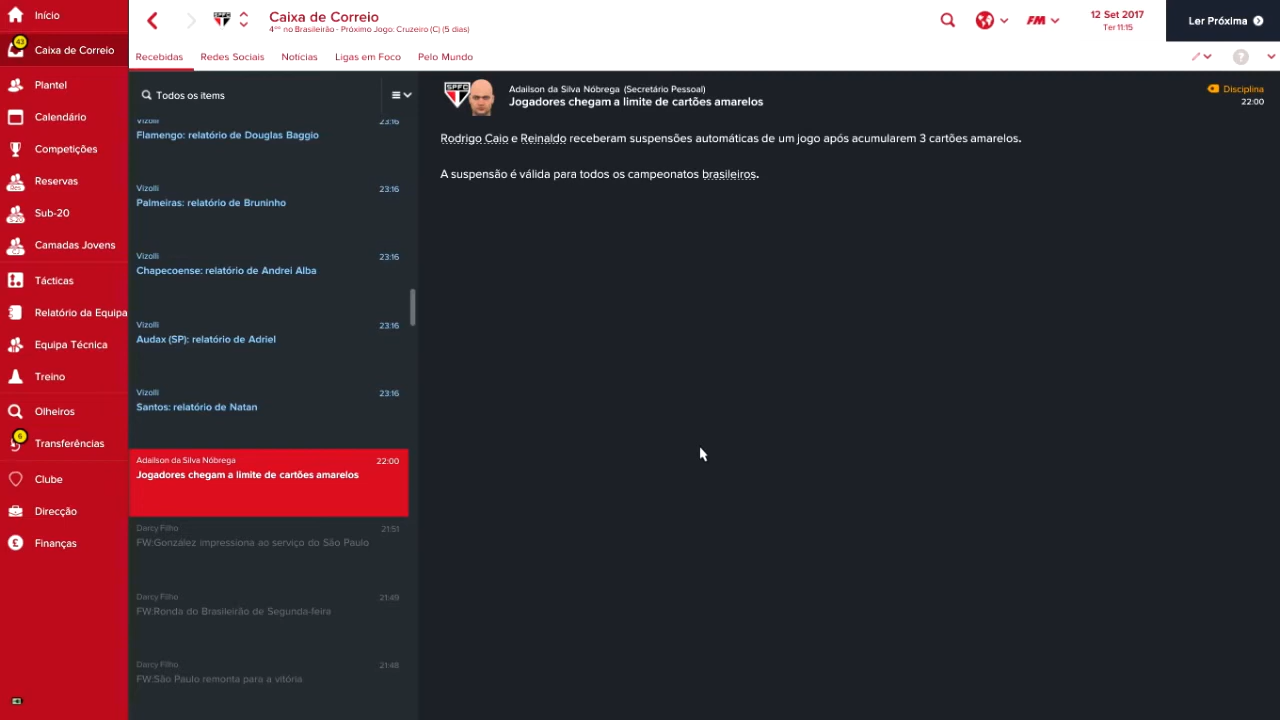 Início
43
Caixa de Correio
Plantel
Calendário
Competições
Reservas
Sub-20
Camadas Jovens
Tácticas
Relatório da Equipa
Equipa Técnica
Treino
Olheiros
6
Transferências
Clube
Direcção
Finanças
Caixa de Correio
4º no Brasileirão - Próximo Jogo: Cruzeiro (C) (5 dias)
FM
12 Set 2017
Ter 11:15
Ler Próxima
Recebidas
Redes Sociais
Notícias
Ligas em Foco
Pelo Mundo
Todos os items
Vizolli 23:16
Flamengo: relatório de Douglas Baggio
Vizolli 23:16
Palmeiras: relatório de Bruninho
Vizolli 23:16
Chapecoense: relatório de Andrei Alba
Vizolli 23:16
Audax (SP): relatório de Adriel
Vizolli 23:16
Santos: relatório de Natan
Adailson da Silva Nóbrega 22:00
Jogadores chegam a limite de cartões amarelos
Darcy Filho 21:51
FW:Gonzalez impressiona ao serviço do São Paulo
Darcy Filho 21:49
FW:Ronda do Brasileirão de Segunda-feira
Darcy Filho 21:48
FW:São Paulo remonta para a vitória
SPFC
Adailson da Silva Nóbrega (Secretário Pessoal)
Jogadores chegam a limite de cartões amarelos
Disciplina
22:00
Rodrigo Caio e Reinaldo receberam suspensões automáticas de um jogo após acumularem 3 cartões amarelos.
A suspensão é válida para todos os campeonatos brasileiros.